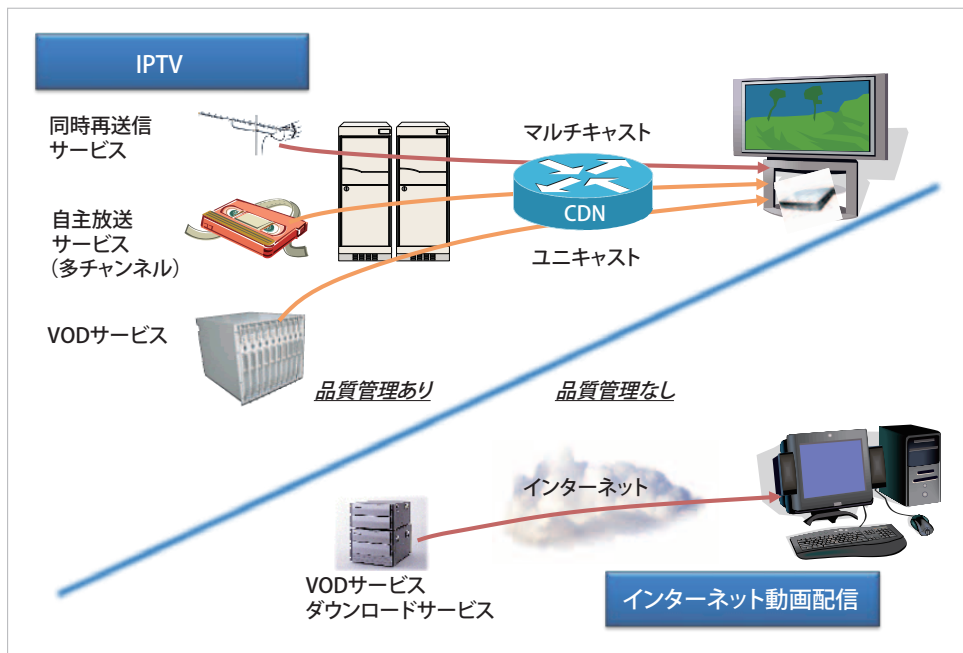 IPTV
同時再送信
サービス
マルチキャスト
自主放送
サービス
（多チャンネル）
CDN
ユニキャスト
VODサービス
品質管理あり
品質管理なし
インターネット
VODサービス
ダウンロードサービス
インターネット動画配信